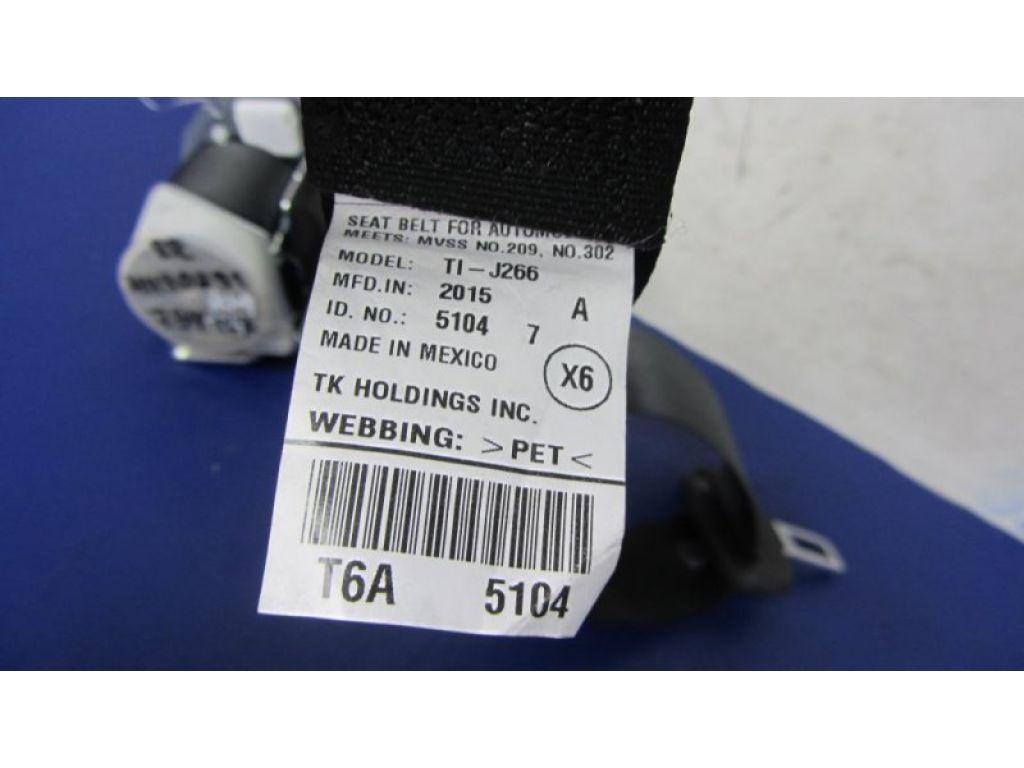 SEAT BELT FOR
MEETS: MVSS NO.209, NO.302
MODEL: TI-J266
MFD.IN: 2015 A
ID. NO.: 5104 7
MADE IN MEXICO X6
TK HOLDINGS INC.
WEBBING: >PET<
T6A 5104